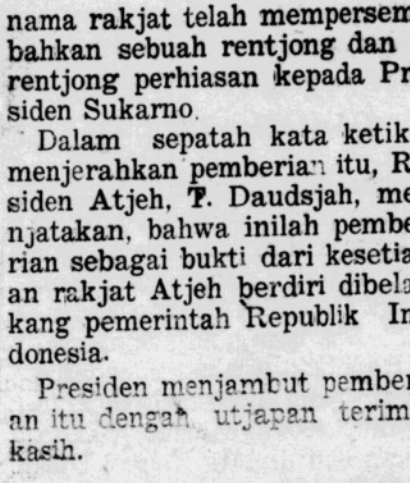 nama rakjat telah mempersem
bahkan sebuah rentjong dan
rentjong perhiasan kepada Pr
siden Sukarno.
Dalam sepatah kata ketik
menjerahkan pemberian itu, R
siden Atjeh, T. Daudsjah, me
njatakan, bahwa inilah pembe
rian sebagai bukti dari kesetia
an rakjat Atjeh berdiri dibela
kang pemerintah Republik In
donesia.
Presiden menjambut pember
an itu dengan utjapan terim
kasih.